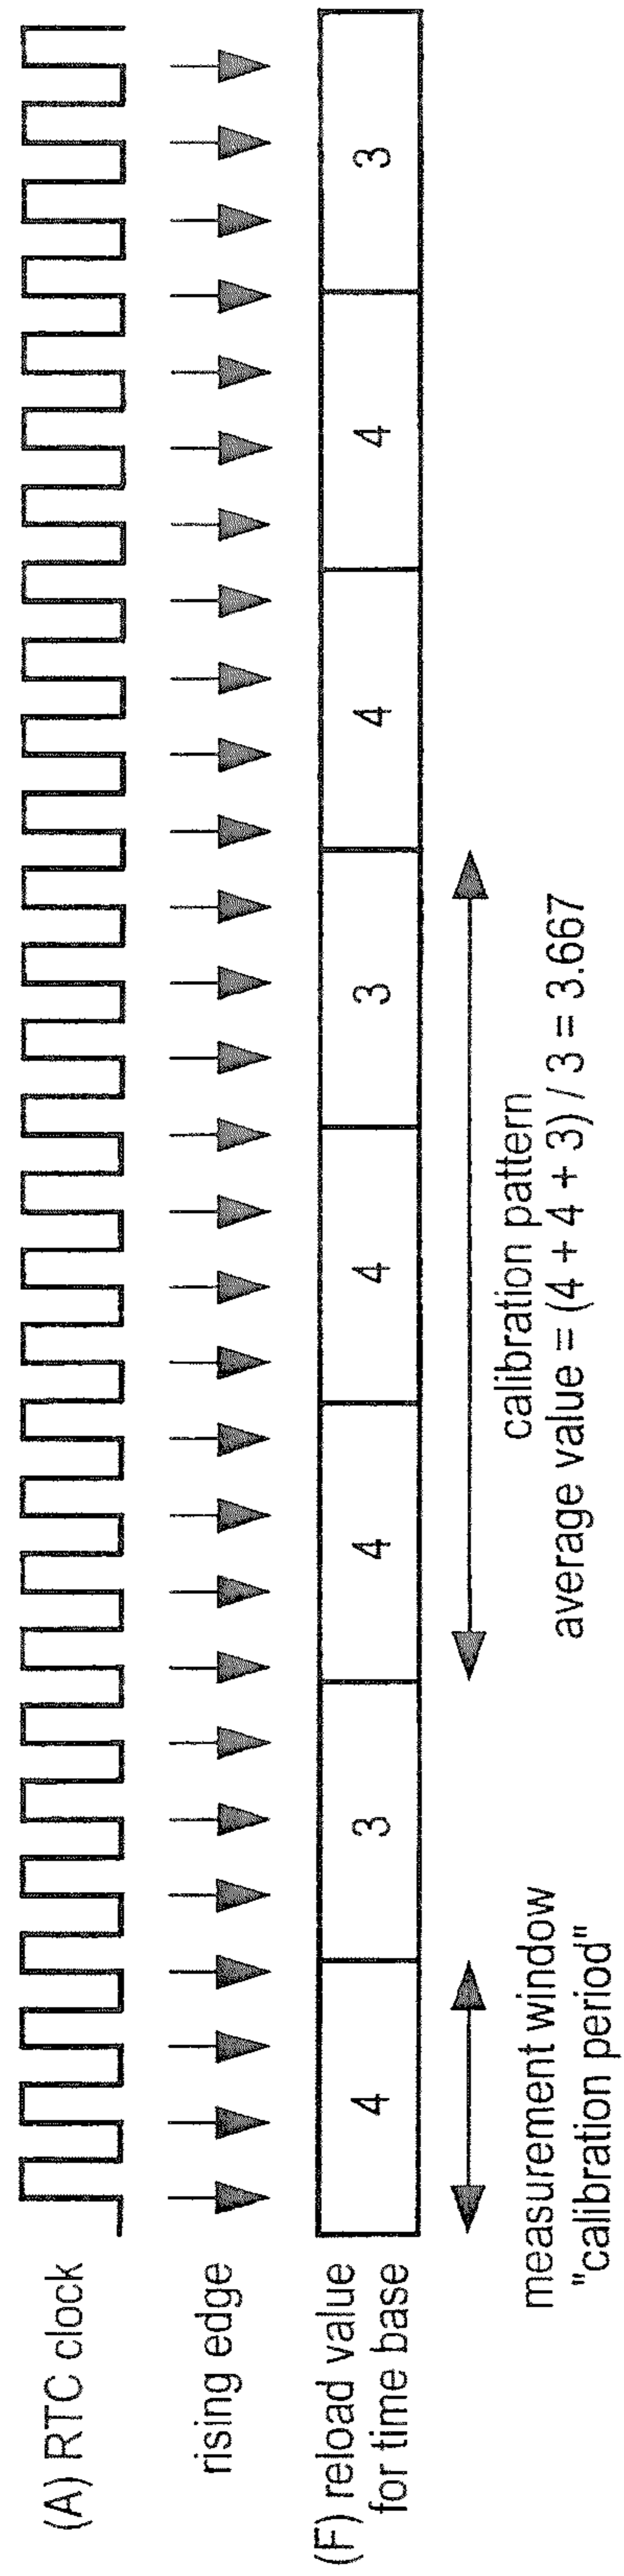 (A) RTC clock
rising edge
(F) reload value
for time base
4
3
4
4
3
4
4
3
measurement window
"calibration period"
calibration pattern
average value = (4 + 4 + 3) / 3 = 3.667